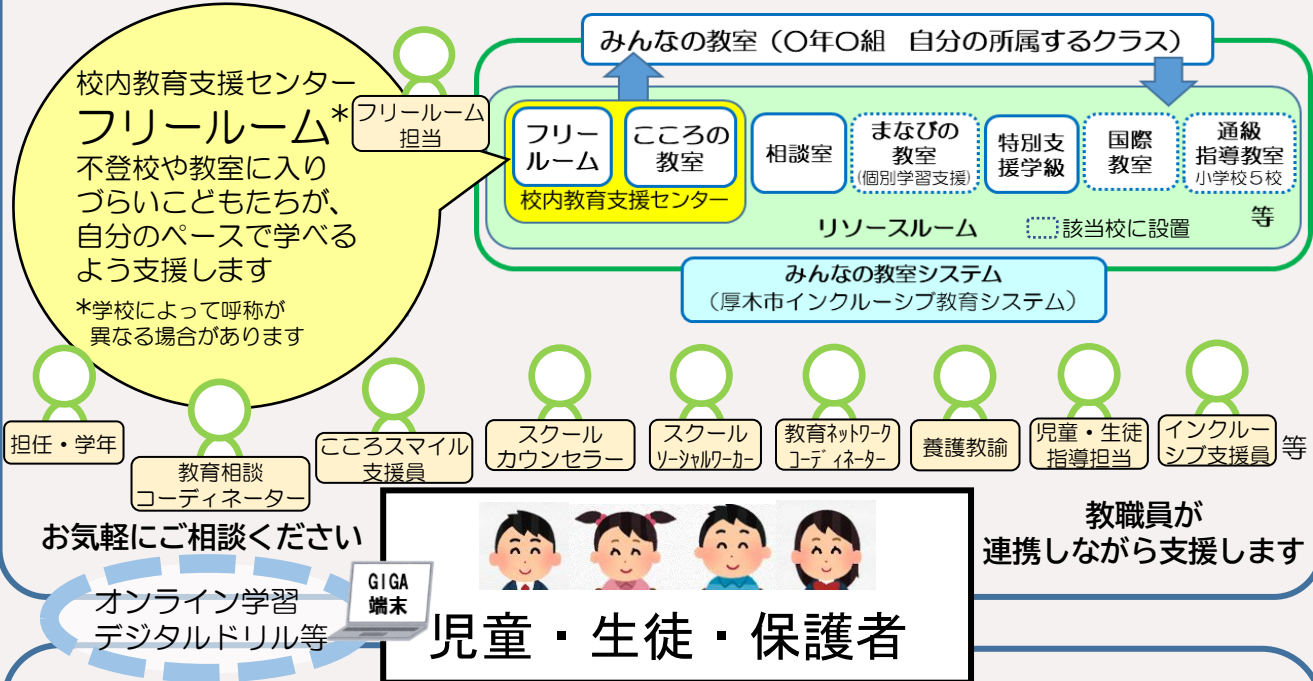 みんなの教室（〇年〇組　自分の所属するクラス）
校内教育支援センター
フリールーム*
不登校や教室に入り
づらいこどもたちが、
自分のペースで学べる
よう支援します
*学校によって呼称が
異なる場合があります
フリールーム
担当
フリー
ルーム
こころの
教室
校内教育支援センター
相談室
まなびの
教室
(個別学習支援)
特別支
援学級
国際
教室
通級
指導教室
小学校５校
等
リソースルーム
該当校に設置
みんなの教室システム
（厚木市インクルーシブ教育システム）
担任・学年
教育相談
コーディネーター
こころスマイル
支援員
スクール
カウンセラー
スクール
ｿｰｼｬﾙﾜｰｶｰ
教育ﾈｯﾄﾜｰｸ
ｺｰﾃﾞｨﾈｰﾀｰ
養護教諭
児童・生徒
指導担当
インクルー
シブ支援員
等
お気軽にご相談ください
教職員が
連携しながら支援します
オンライン学習
デジタルドリル等
GIGA
端末
児童・生徒・保護者